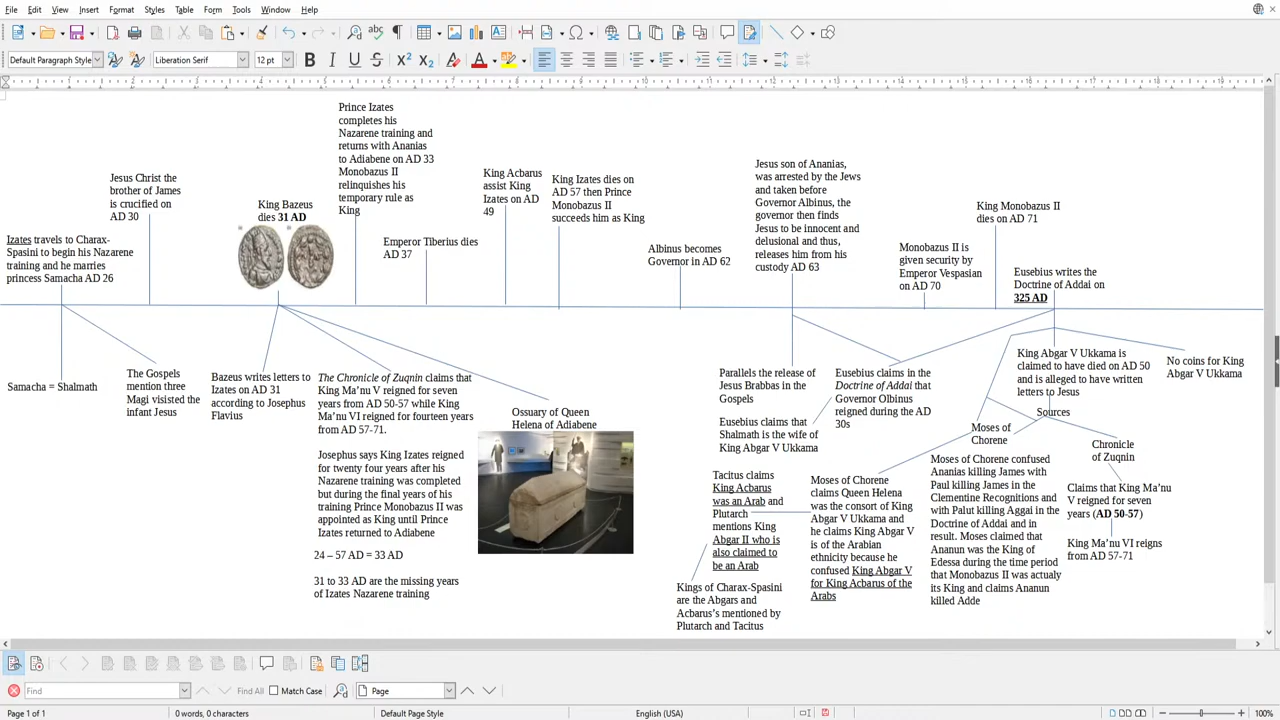 File Edit View Insert Format Styles Table Form Tools Window Help
Default Paragraph Style
Liberation Serif
12 pt
Prince Izates
completes his
Nazarene training and
returns with Ananias
to Adiabene on AD 33
Monobazus II
relinquishes his
temporary rule as
King
Jesus Christ the
brother of James
is crucified on
AD 30
King Bazeus
dies 31 AD
Izates travels to Charax-
Spasini to begin his Nazarene
training and he marries
princess Samacha AD 26
Emperor Tiberius dies
AD 37
King Acbarus
assist King
Izates on AD
49
King Izates dies on
AD 57 then Prince
Monobazus II
succeeds him as King
Albinus becomes
Governor in AD 62
Jesus son of Ananias,
was arrested by the Jews
and taken before
Governor Albinus, the
governor then finds
Jesus to be innocent and
delusional and thus,
releases him from his
custody AD 63
Monobazus II is
given security by
Emperor Vespasian
on AD 70
King Monobazus II
dies on AD 71
Eusebius writes the
Doctrine of Addai on
325 AD
Samacha = Shalmath
The Gospels
mention three
Magi visisted the
infant Jesus
Bazeus writes letters to
Izates on AD 31
according to Josephus
Flavius
The Chronicle of Zuqnin claims that
King Ma’nu V reigned for seven
years from AD 50-57 while King
Ma’nu VI reigned for fourteen years
from AD 57-71.
Josephus says King Izates reigned
for twenty four years after his
Nazarene training was completed
but during the final years of his
training Prince Monobazus II was
appointed as King until Prince
Izates returned to Adiabene
24 – 57 AD = 33 AD
31 to 33 AD are the missing years
of Izates Nazarene training
Ossuary of Queen
Helena of Adiabene
Parallels the release of
Jesus Brabbas in the
Gospels
Eusebius claims that
Shalmath is the wife of
King Abgar V Ukkama
Eusebius claims in the
Doctrine of Addai that
Governor Olbinus
reigned during the AD
30s
Tacitus claims
King Acbarus
was an Arab and
Plutarch
mentions King
Abgar II who is
also claimed to
be an Arab
Kings of Charax-Spasini
are the Abgars and
Acbarus’s mentioned by
Plutarch and Tacitus
Moses of Chorene
claims Queen Helena
was the consort of King
Abgar V Ukkama and
he claims King Abgar V
is of the Arabian
ethnicity because he
confused King Abgar V
for King Acbarus of the
Arabs
King Abgar V Ukkama is
claimed to have died on AD 50
and is alleged to have written
letters to Jesus
Sources
Moses of
Chorene
Moses of Chorene confused
Ananias killing James with
Paul killing James in the
Clementine Recognitions and
with Palut killing Aggai in the
Doctrine of Addai and in
result. Moses claimed that
Ananun was the King of
Edessa during the time period
that Monobazus II was actualy
its King and claims Ananun
killed Adde
Chronicle
of Zuqnin
Claims that King Ma’nu
V reigned for seven
years (AD 50-57)
King Ma’nu VI reigns
from AD 57-71
No coins for King
Abgar V Ukkama
Find
Find All
Match Case
Page
Page 1 of 1
0 words, 0 characters
Default Page Style
English (USA)
100%